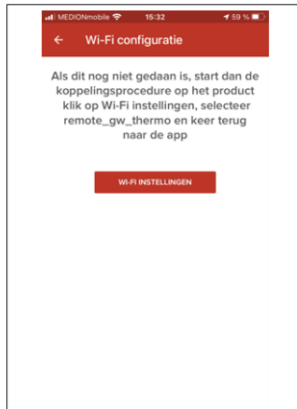 MEDIONmobile 15:32 59 %
← Wi-Fi configuratie
Als dit nog niet gedaan is, start dan de
koppelingsprocedure op het product
klik op Wi-Fi instellingen, selecteer
remote_gw_thermo en keer terug
naar de app
WI-FI INSTELLINGEN